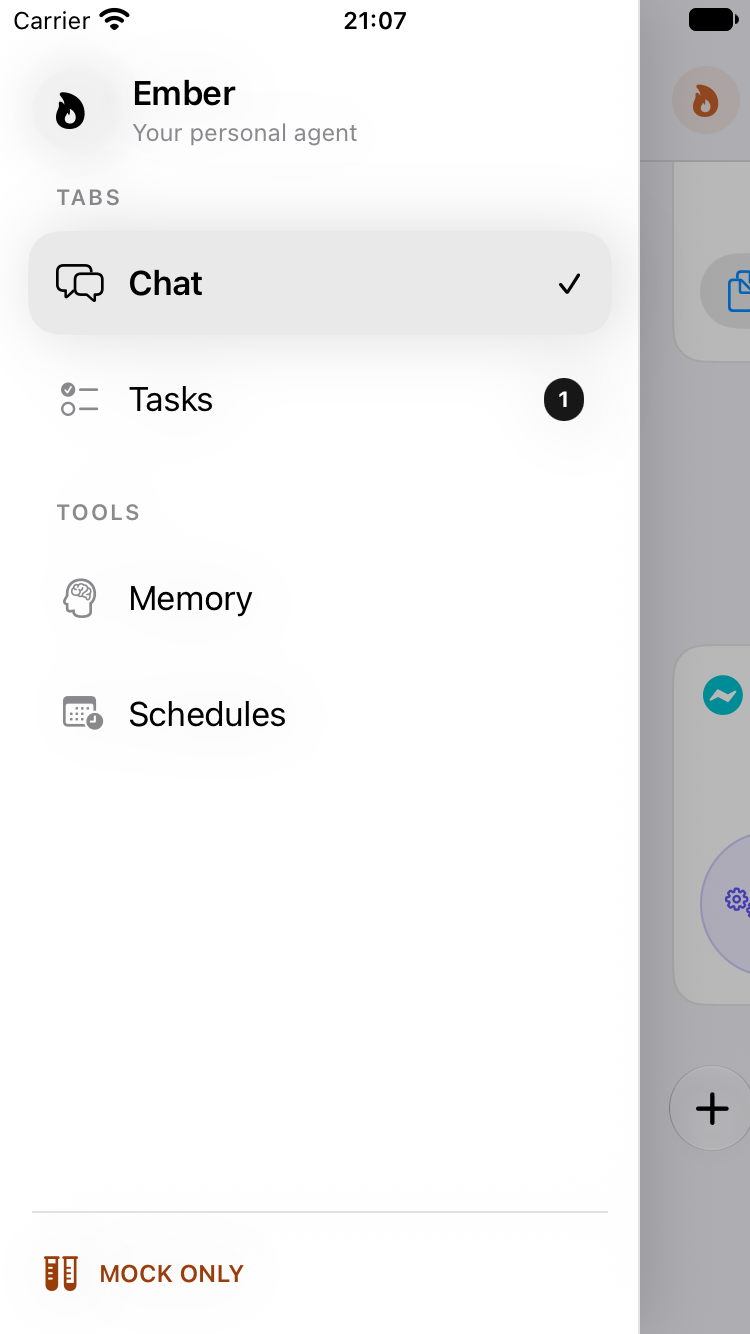 Carrier 21:07
Ember
Your personal agent
TABS
Chat
Tasks 1
TOOLS
Memory
Schedules
MOCK ONLY